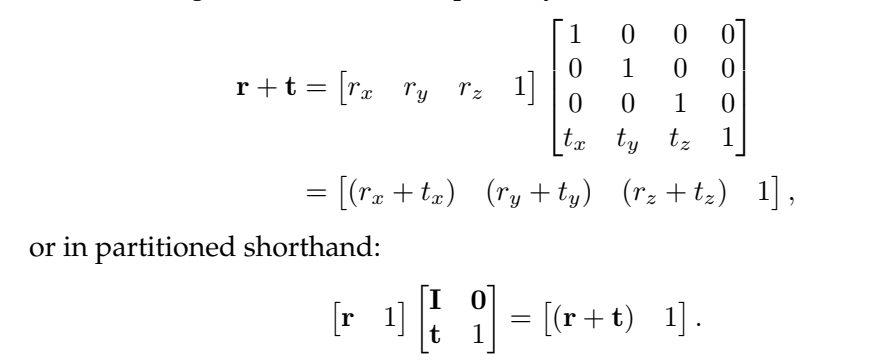 r + t = [r_x r_y r_z 1] [1 0 0 0
0 1 0 0
0 0 1 0
t_x t_y t_z 1]
= [(r_x + t_x) (r_y + t_y) (r_z + t_z) 1],
or in partitioned shorthand:
[r 1] [I 0
t 1] = [(r + t) 1].